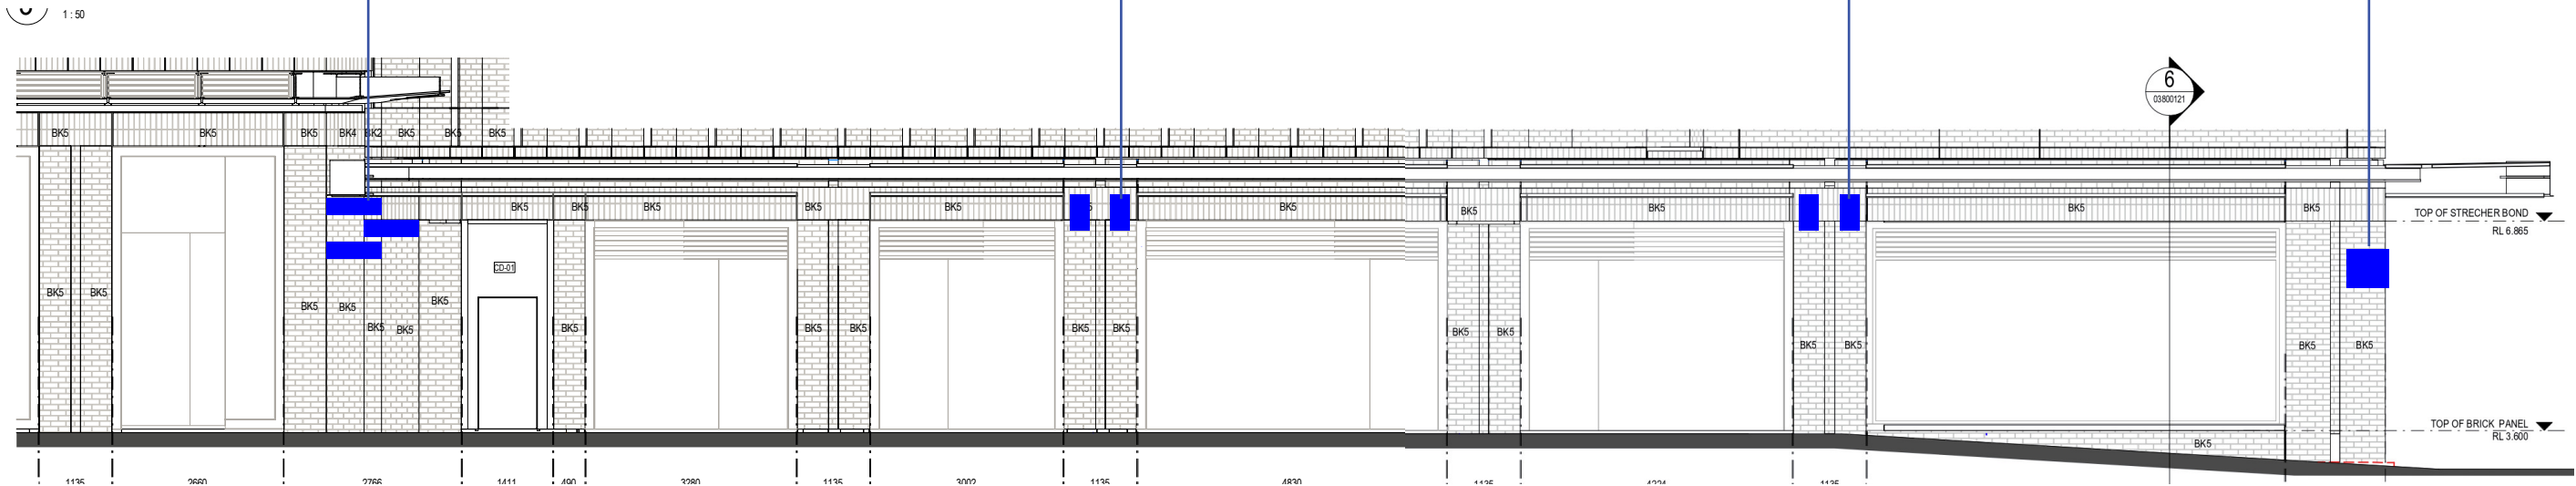 1 : 50
6
03800121
BK5 BK5 BK5 BK4 BK2 BK5 BK5 BK5
BK5 BK5 BK5 BK5 BK5 BK5 BK5 BK5 BK5 BK5
TOP OF STRECHER BOND
RL 6.865
CD-01
BK5 BK5 BK5 BK5 BK5 BK5 BK5
BK5 BK5 BK5 BK5 BK5 BK5 BK5 BK5 BK5 BK5 BK5 BK5 BK5
TOP OF BRICK PANEL
RL 3.600
BK5
1135 2660 2766 1411 490 3280 1135 3002 1135 4830 1135 4224 1135